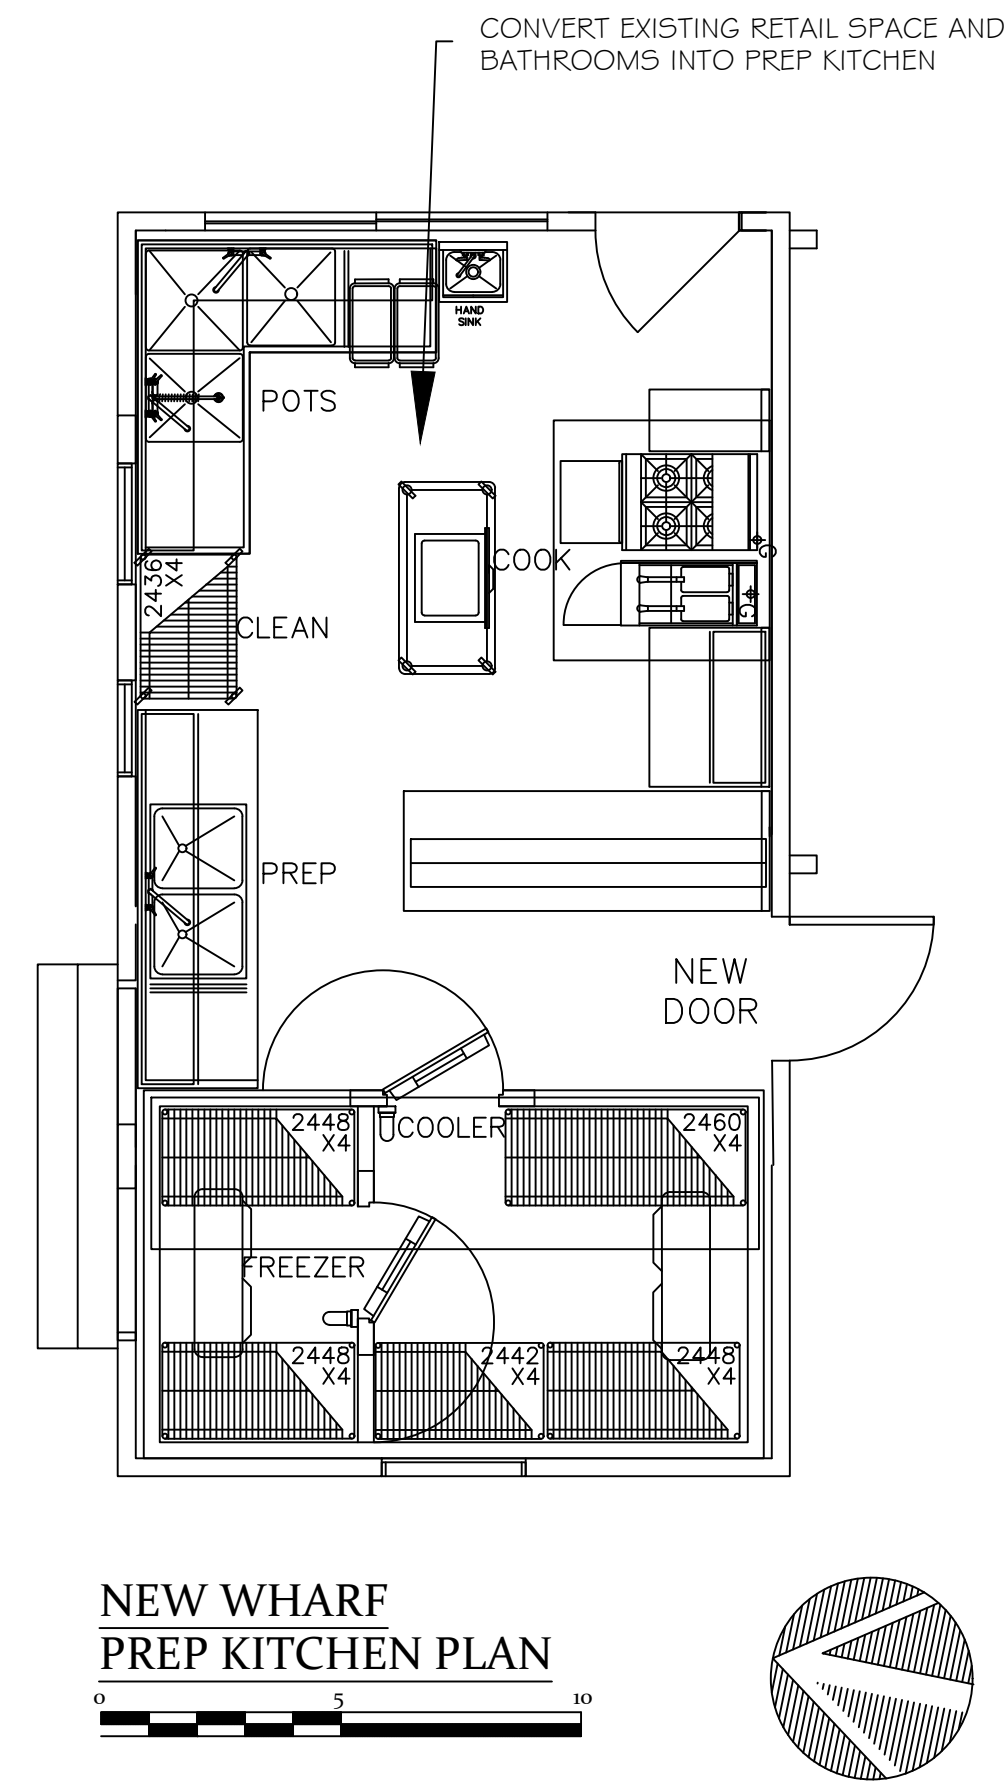 CONVERT EXISTING RETAIL SPACE AND
BATHROOMS INTO PREP KITCHEN
HAND
SINK
POTS
COOK
G
2436
X4
G
CLEAN
PREP
NEW
DOOR
2448
X4
COOLER
2460
X4
FREEZER
2448
X4
2442
X4
2448
X4
NEW WHARF
PREP KITCHEN PLAN
0 5 10